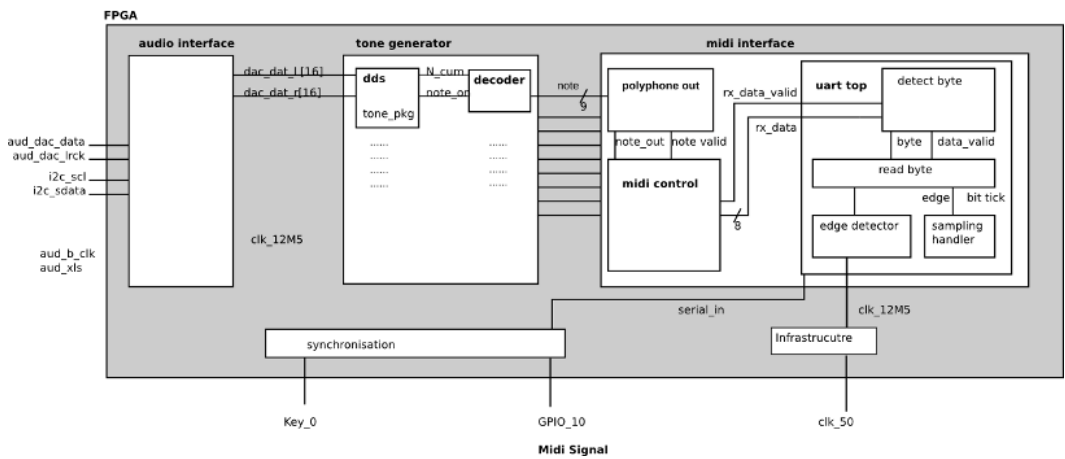 FPGA
audio interface
tone generator
midi interface
dac_dat_l [16]
dac_dat_r[16]
dds
tone_pkg
N_cum
note_on
decoder
note
9
......
......
......
......
......
......
......
......
polyphone out
note_out
note valid
midi control
rx_data_valid
rx_data
8
uart top
detect byte
byte
data_valid
read byte
edge
bit tick
edge detector
sampling
handler
aud_dac_data
aud_dac_lrck
i2c_scl
i2c_sdata
aud_b_clk
aud_xls
clk_12M5
serial_in
clk_12M5
synchronisation
Infrastrucutre
Key_0
GPIO_10
clk_50
Midi Signal